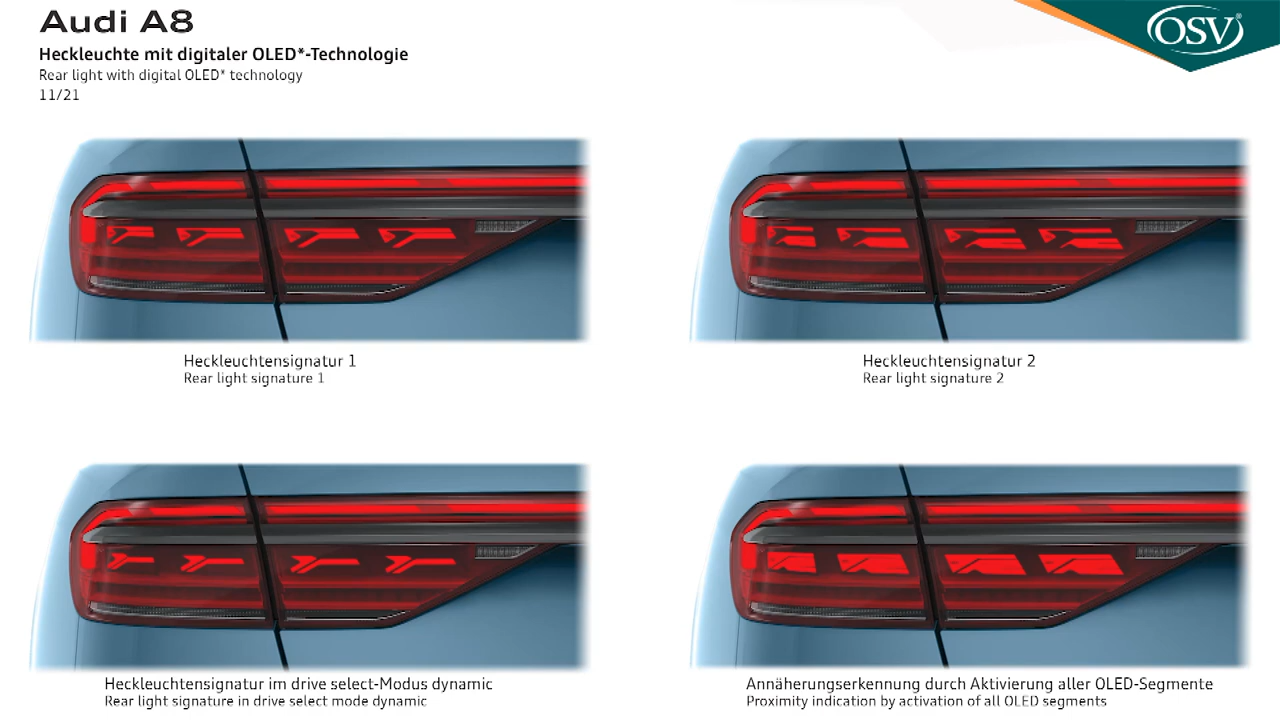 Audi A8
Heckleuchte mit digitaler OLED*-Technologie
Rear light with digital OLED* technology
11/21
OSV®
Heckleuchtensignatur 1
Rear light signature 1
Heckleuchtensignatur 2
Rear light signature 2
Heckleuchtensignatur im drive select-Modus dynamic
Rear light signature in drive select mode dynamic
Annäherungserkennung durch Aktivierung aller OLED-Segmente
Proximity indication by activation of all OLED segments